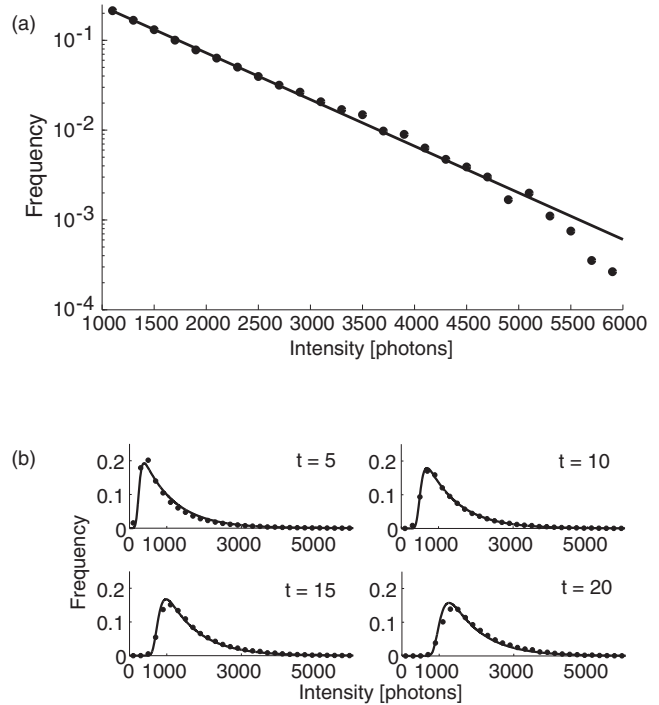 (a)
Frequency
10^-1
10^-2
10^-3
10^-4
1000 1500 2000 2500 3000 3500 4000 4500 5000 5500 6000
Intensity [photons]
(b)
Frequency
t = 5
0.2
0.1
0
0 1000 3000 5000
t = 10
0.2
0.1
0
0 1000 3000 5000
t = 15
0.2
0.1
0
0 1000 3000 5000
t = 20
0.2
0.1
0
0 1000 3000 5000
Intensity [photons]